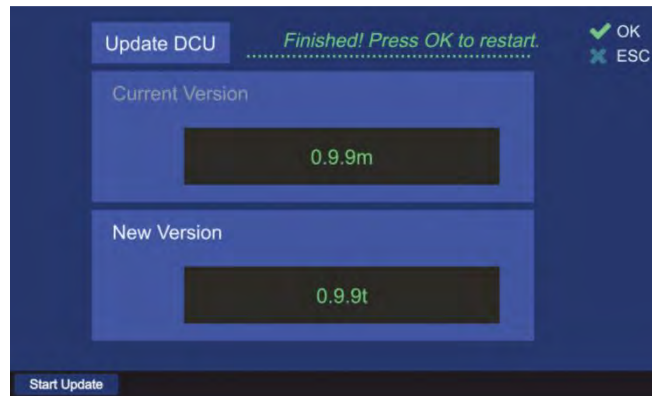 Update DCU
Finished! Press OK to restart.
OK
ESC
Current Version
0.9.9m
New Version
0.9.9t
Start Update